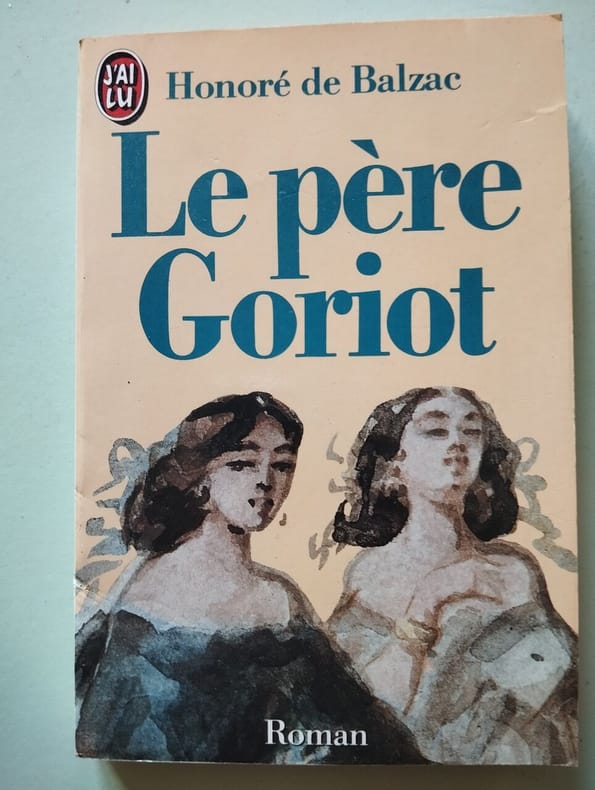 J'AI
LU
Honoré de Balzac
Le père
Goriot
Roman